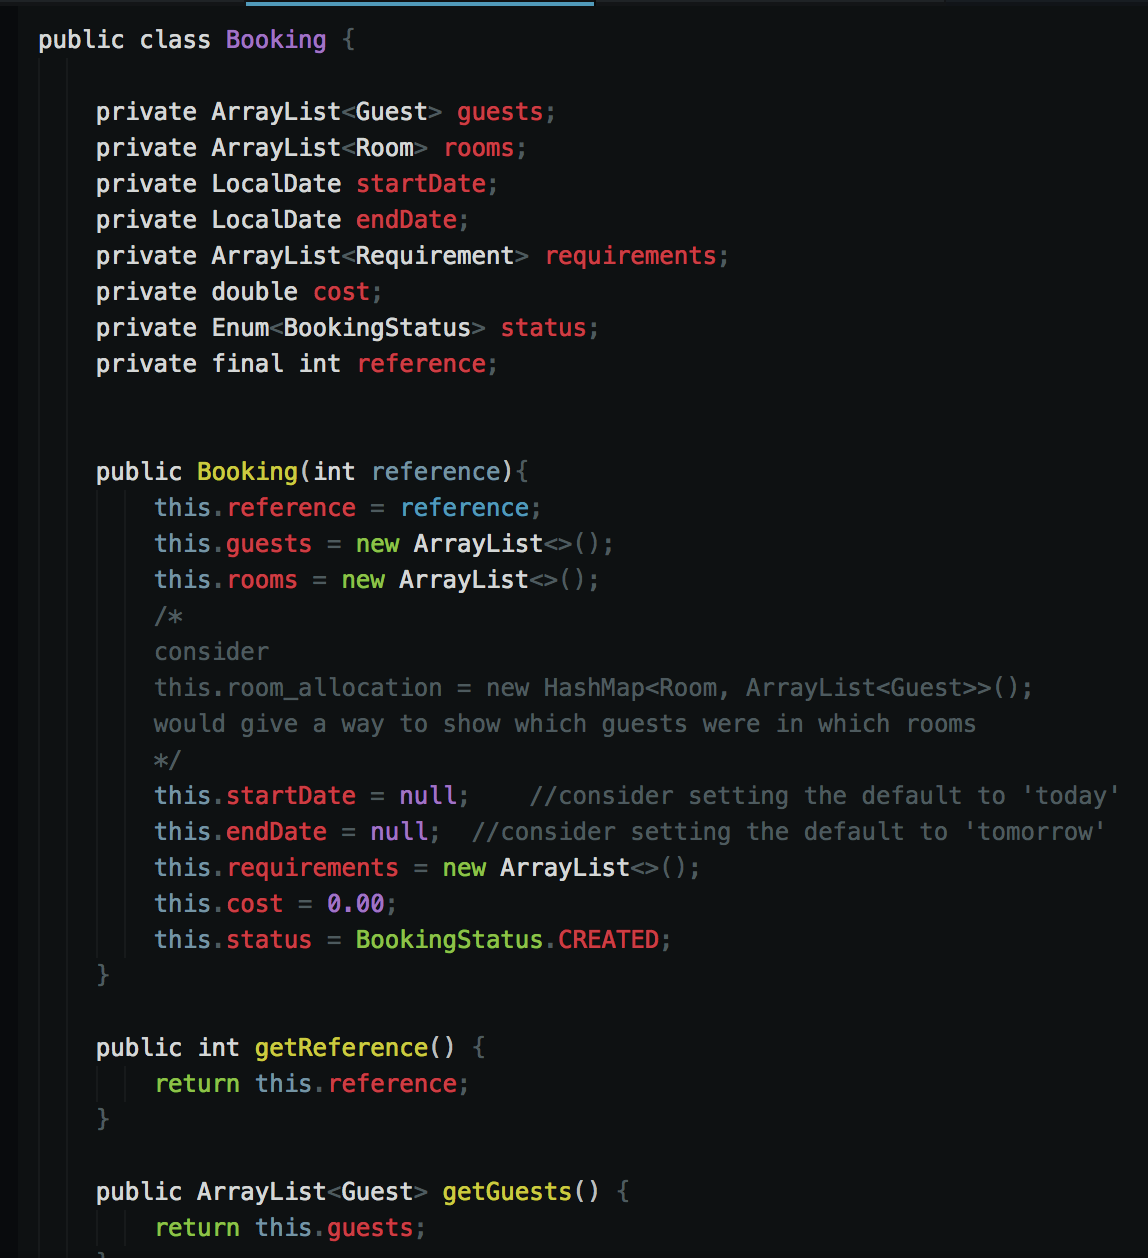 public class Booking {
private ArrayList<Guest> guests;
private ArrayList<Room> rooms;
private LocalDate startDate;
private LocalDate endDate;
private ArrayList<Requirement> requirements;
private double cost;
private Enum<BookingStatus> status;
private final int reference;
public Booking(int reference){
this.reference = reference;
this.guests = new ArrayList<>();
this.rooms = new ArrayList<>();
/*
consider
this.room_allocation = new HashMap<Room, ArrayList<Guest>>();
would give a way to show which guests were in which rooms
*/
this.startDate = null;    //consider setting the default to 'today'
this.endDate = null;  //consider setting the default to 'tomorrow'
this.requirements = new ArrayList<>();
this.cost = 0.00;
this.status = BookingStatus.CREATED;
}
public int getReference() {
return this.reference;
}
public ArrayList<Guest> getGuests() {
return this.guests;
}